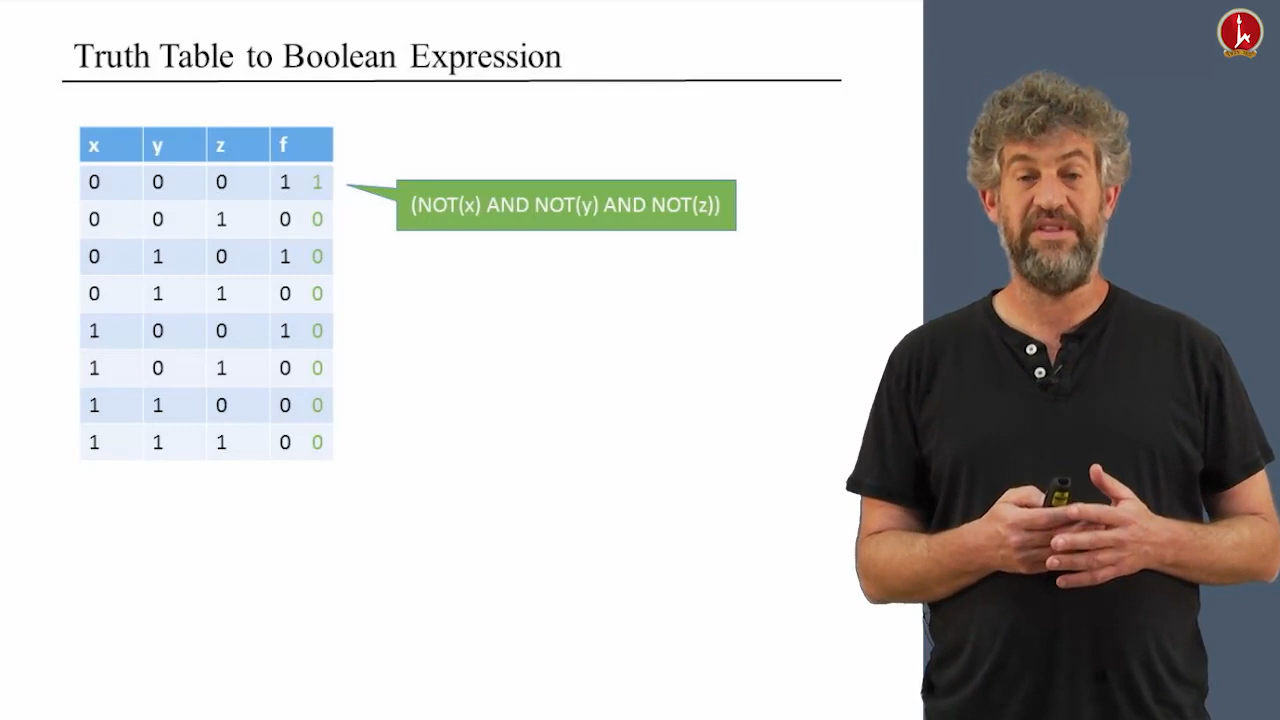 Truth Table to Boolean Expression
x y z f
0 0 0 1 1
(NOT(x) AND NOT(y) AND NOT(z))
0 0 1 0 0
0 1 0 1 0
0 1 1 0 0
1 0 0 1 0
1 0 1 0 0
1 1 0 0 0
1 1 1 0 0